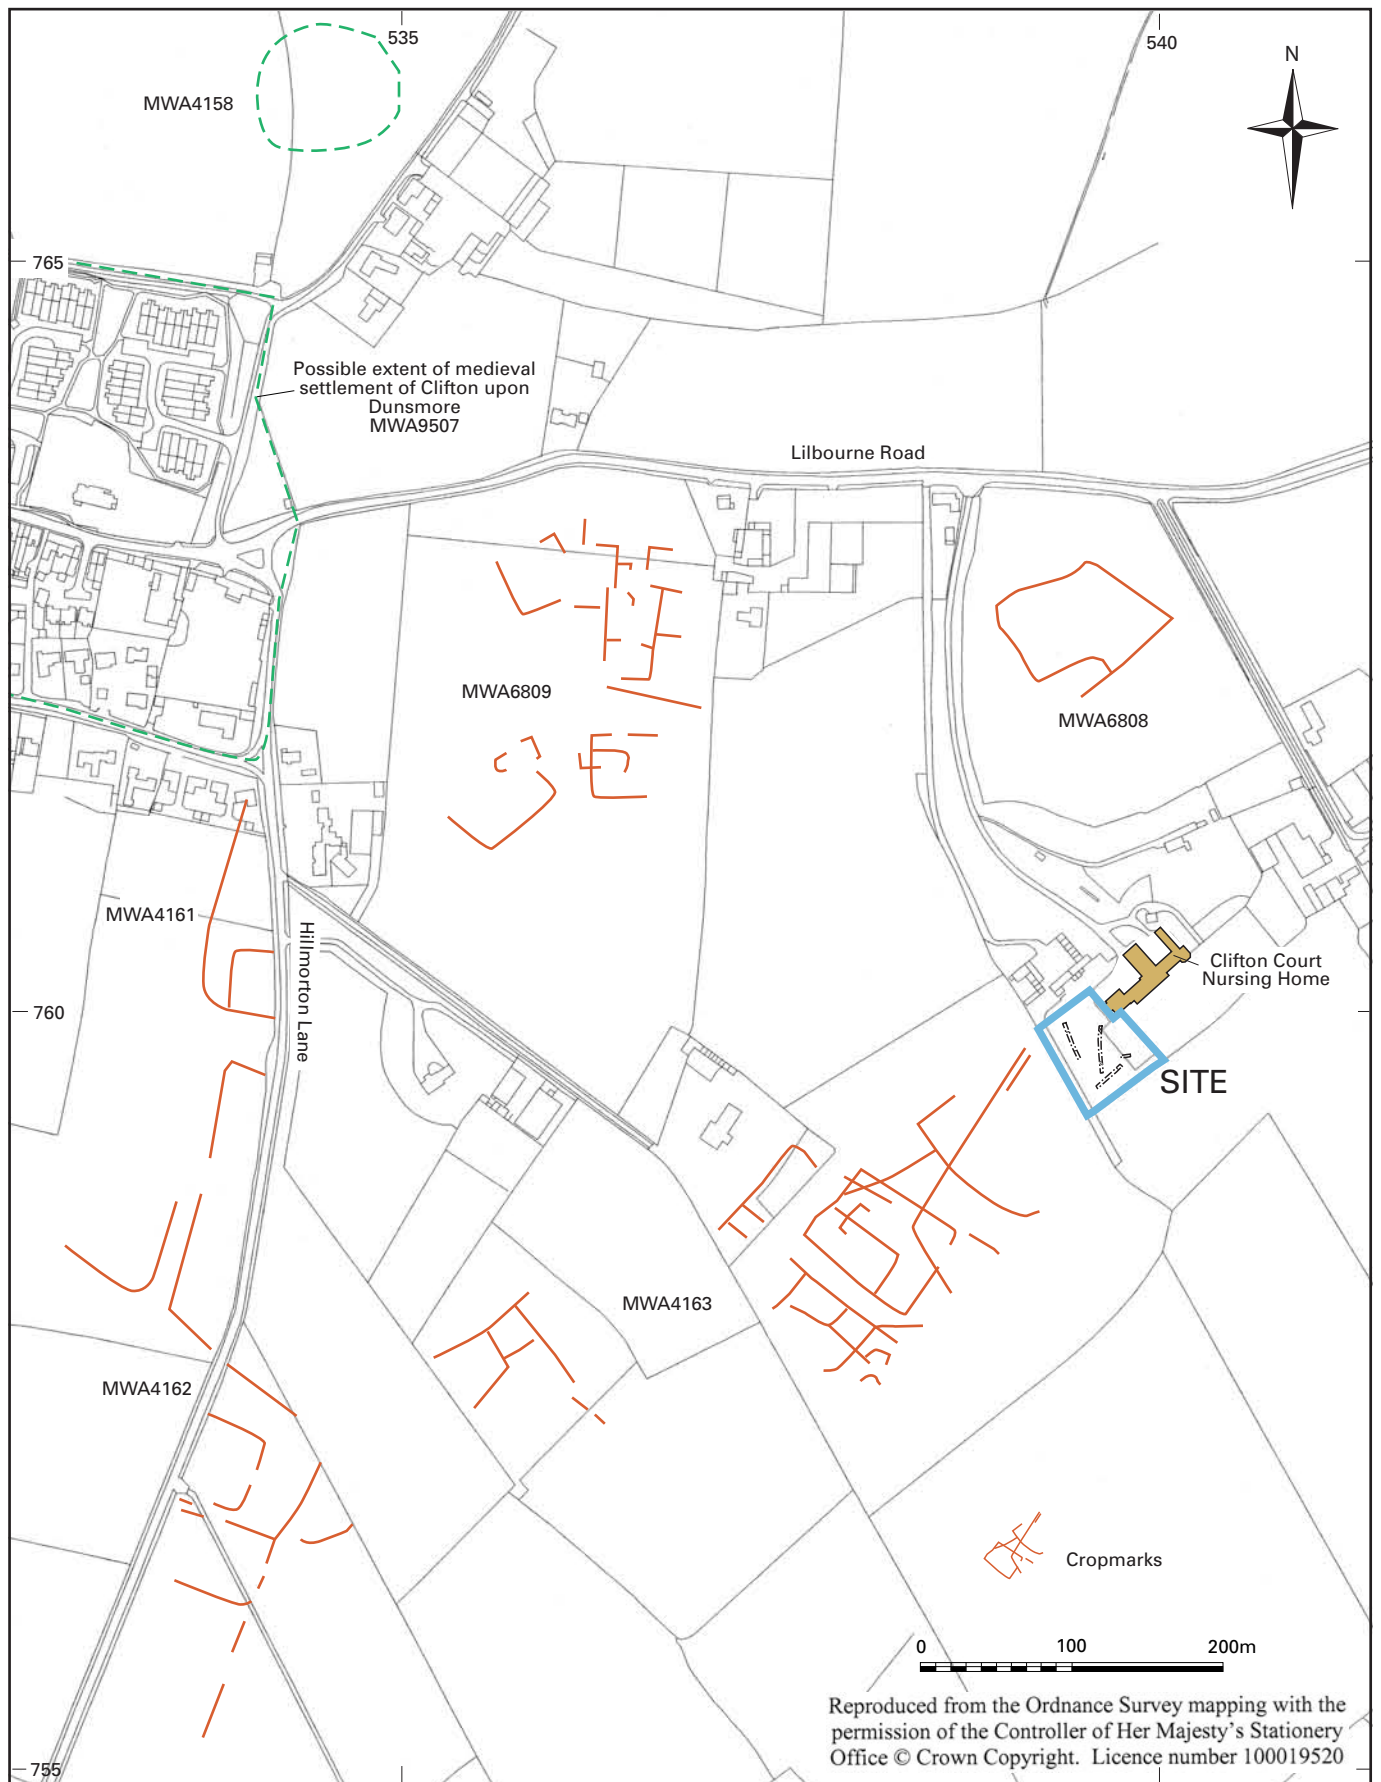 535
540
N
MWA4158
765
Possible extent of medieval
settlement of Clifton upon
Dunsmore
MWA9507
Lilbourne Road
MWA6809
MWA6808
MWA4161
Hillmorton Lane
Clifton Court
Nursing Home
760
SITE
MWA4163
MWA4162
Cropmarks
0 100 200m
Reproduced from the Ordnance Survey mapping with the
permission of the Controller of Her Majesty’s Stationery
Office © Crown Copyright. Licence number 100019520
755